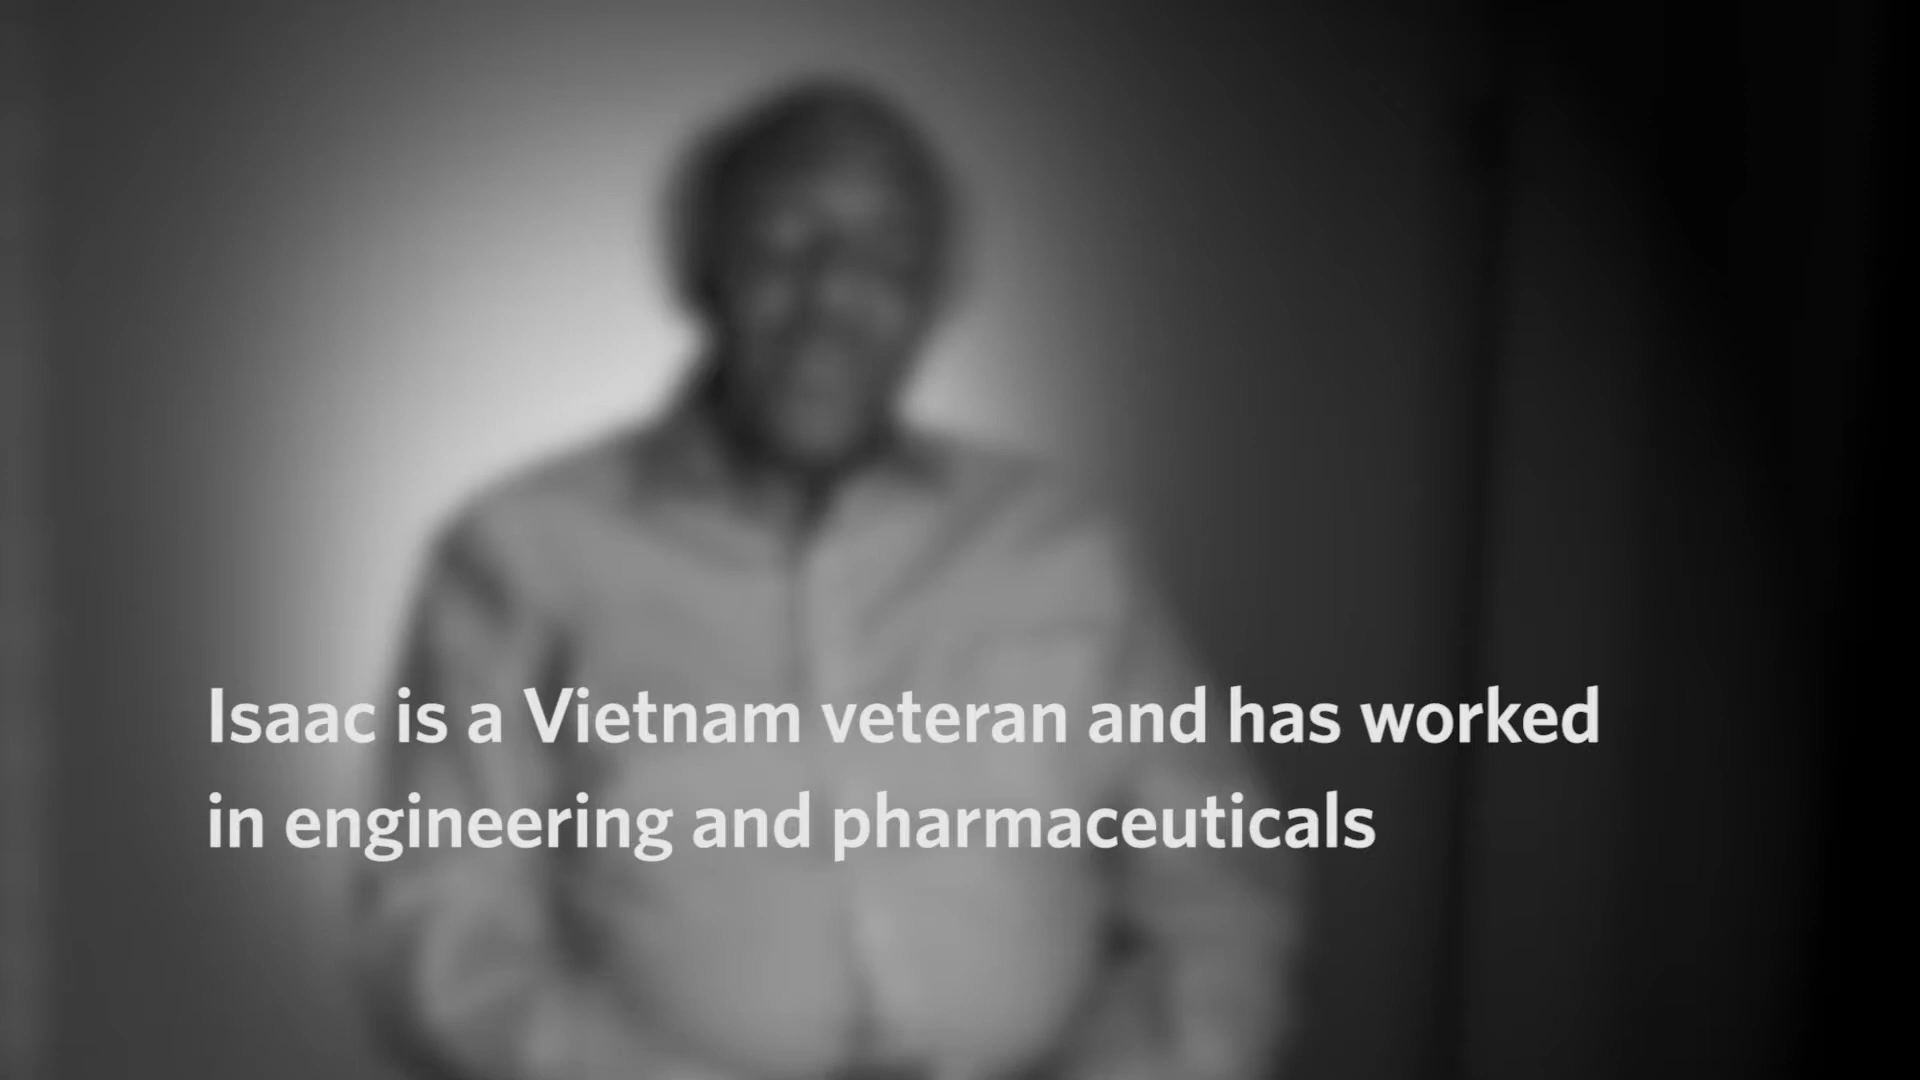 Isaac is a Vietnam veteran and has worked
in engineering and pharmaceuticals